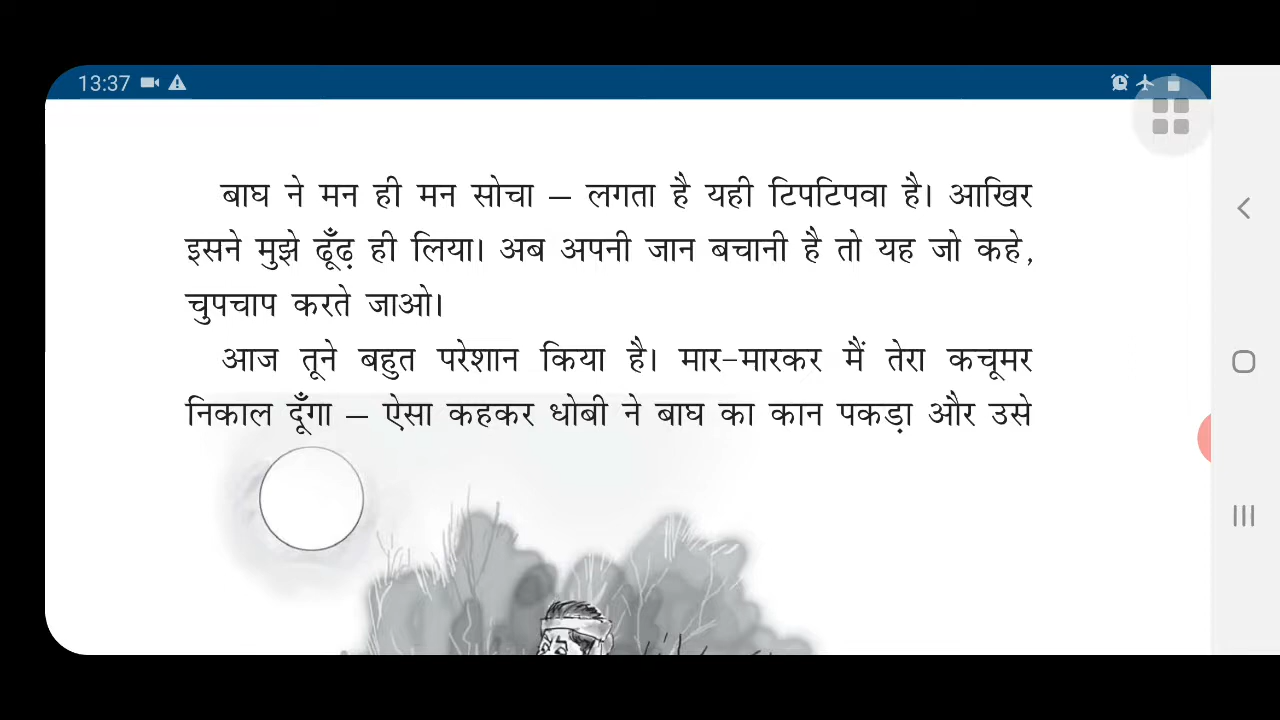 13:37
बाघ ने मन ही मन सोचा – लगता है यही टिपटिपवा है। आखिर
इसने मुझे ढूँढ़ ही लिया। अब अपनी जान बचानी है तो यह जो कहे,
चुपचाप करते जाओ।
आज तूने बहुत परेशान किया है। मार-मारकर मैं तेरा कचूमर
निकाल दूँगा – ऐसा कहकर धोबी ने बाघ का कान पकड़ा और उसे